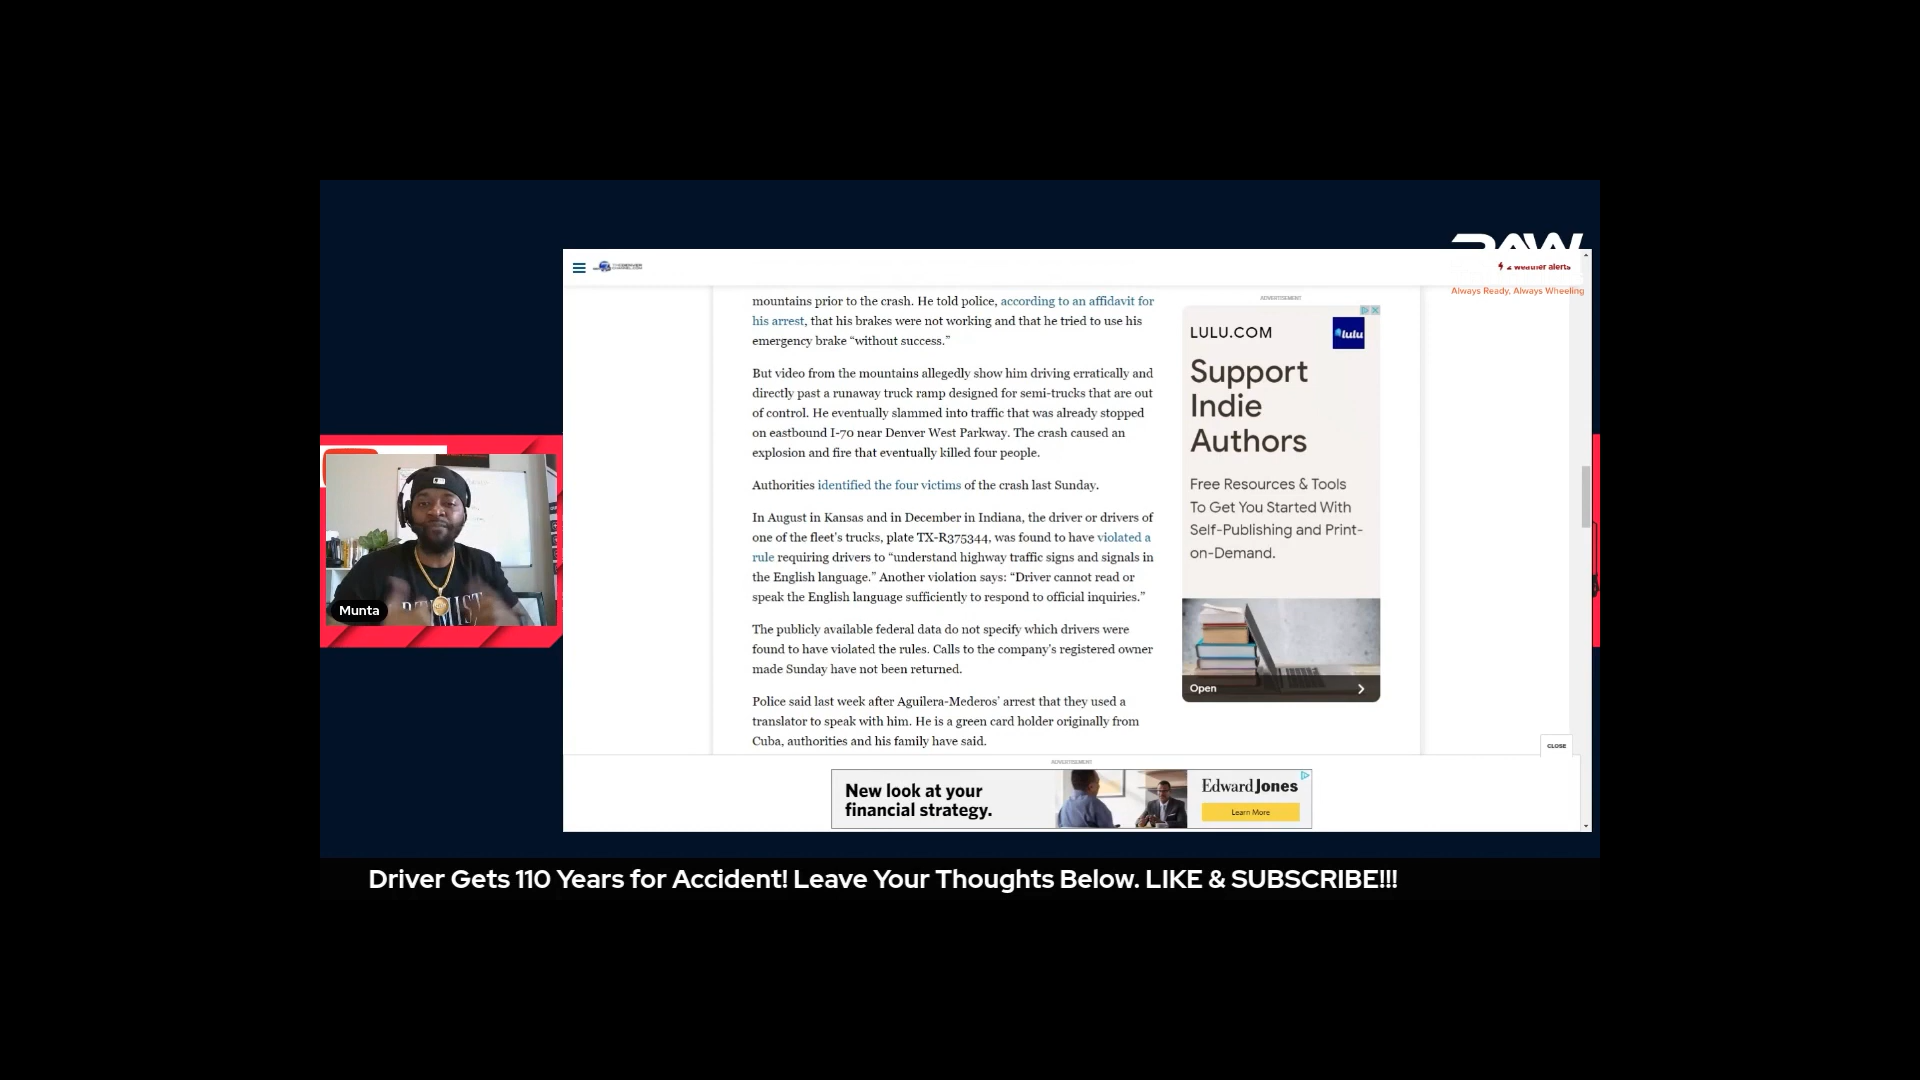 RAW
2 weather alerts
Always Ready, Always Wheeling
mountains prior to the crash. He told police, according to an affidavit for
his arrest, that his brakes were not working and that he tried to use his
emergency brake “without success.”
But video from the mountains allegedly show him driving erratically and
directly past a runaway truck ramp designed for semi-trucks that are out
of control. He eventually slammed into traffic that was already stopped
on eastbound I-70 near Denver West Parkway. The crash caused an
explosion and fire that eventually killed four people.
Authorities identified the four victims of the crash last Sunday.
In August in Kansas and in December in Indiana, the driver or drivers of
one of the fleet’s trucks, plate TX-R375344, was found to have violated a
rule requiring drivers to “understand highway traffic signs and signals in
the English language.” Another violation says: “Driver cannot read or
speak the English language sufficiently to respond to official inquiries.”
The publicly available federal data do not specify which drivers were
found to have violated the rules. Calls to the company’s registered owner
made Sunday have not been returned.
Police said last week after Aguilera-Mederos’ arrest that they used a
translator to speak with him. He is a green card holder originally from
Cuba, authorities and his family have said.
ADVERTISEMENT
LULU.COM
lulu
Support
Indie
Authors
Free Resources & Tools
To Get You Started With
Self-Publishing and Print-
on-Demand.
Open
Munta
CLOSE
ADVERTISEMENT
New look at your
financial strategy.
Edward Jones
Learn More
Driver Gets 110 Years for Accident! Leave Your Thoughts Below. LIKE & SUBSCRIBE!!!